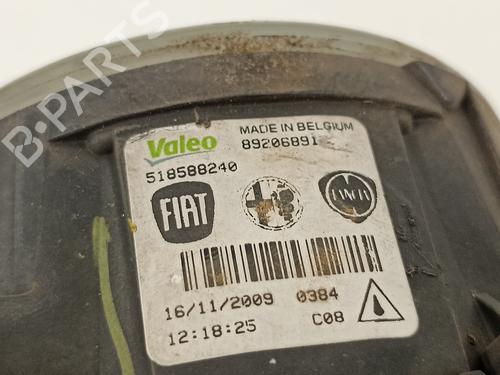 B-PARTS
Valeo
MADE IN BELGIUM
89206891
518588240
FIAT
LANCIA
16/11/2009 0384
12:18:25 C08